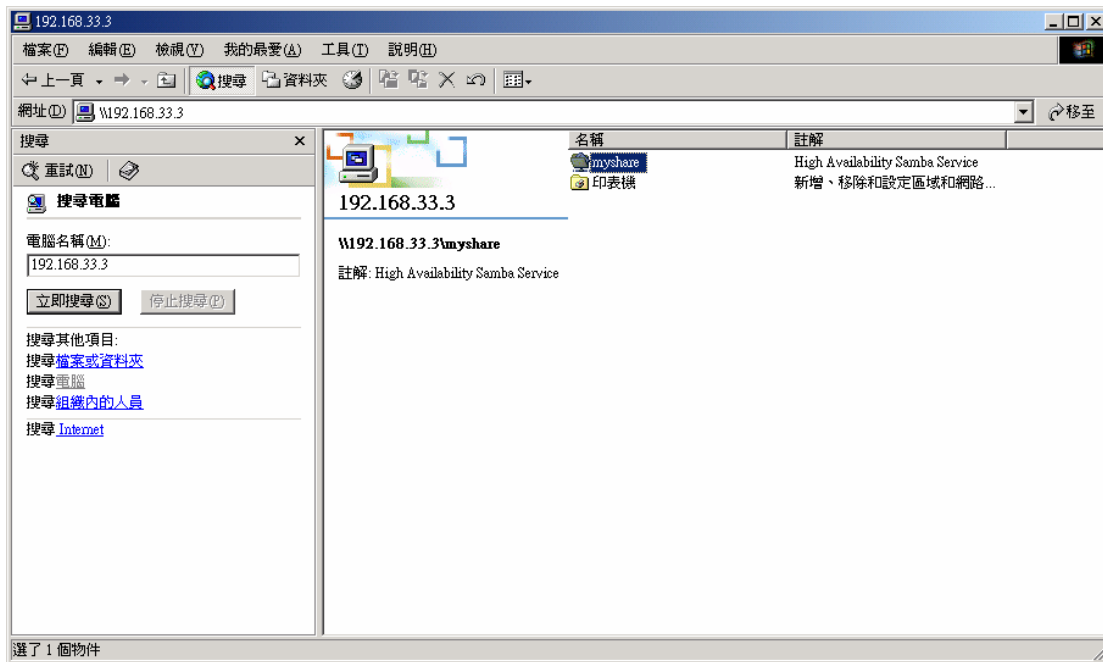 192.168.33.3
檔案(F) 編輯(E) 檢視(V) 我的最愛(A) 工具(T) 說明(H)
上一頁 搜尋 資料夾
網址(D) \\192.168.33.3 移至
搜尋
重試(N)
搜尋電腦
電腦名稱(M):
192.168.33.3
立即搜尋(S) 停止搜尋(P)
搜尋其他項目:
搜尋檔案或資料夾
搜尋電腦
搜尋組織內的人員
搜尋 Internet
192.168.33.3
\\192.168.33.3\myshare
註解: High Availability Samba Service
名稱 註解
myshare High Availability Samba Service
印表機 新增、移除和設定區域和網路...
選了 1 個物件